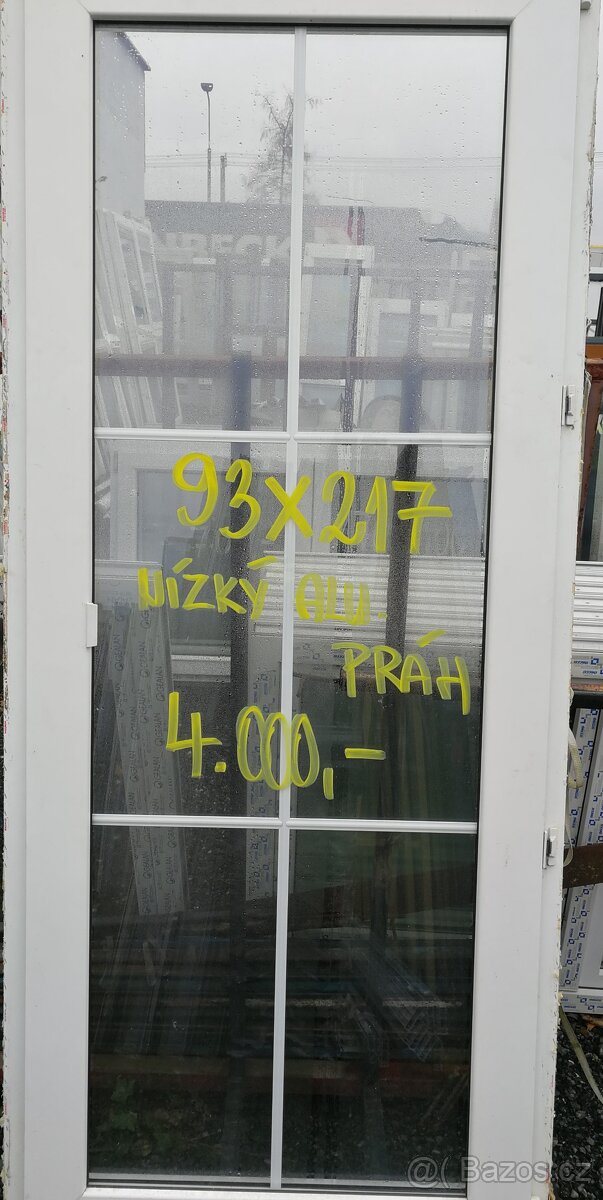 93X217
NÍZKÝ ALU.
PRÁH
4.000,-
@( Bazos.cz